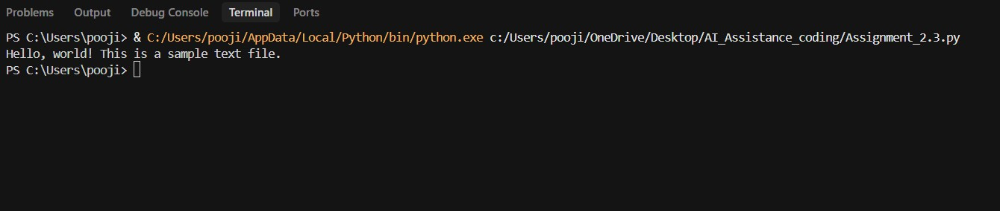 Problems Output Debug Console Terminal Ports
PS C:\Users\pooji> & C:/Users/pooji/AppData/Local/Python/bin/python.exe c:/Users/pooji/OneDrive/Desktop/AI_Assistance_coding/Assignment_2.3.py
Hello, world! This is a sample text file.
PS C:\Users\pooji>